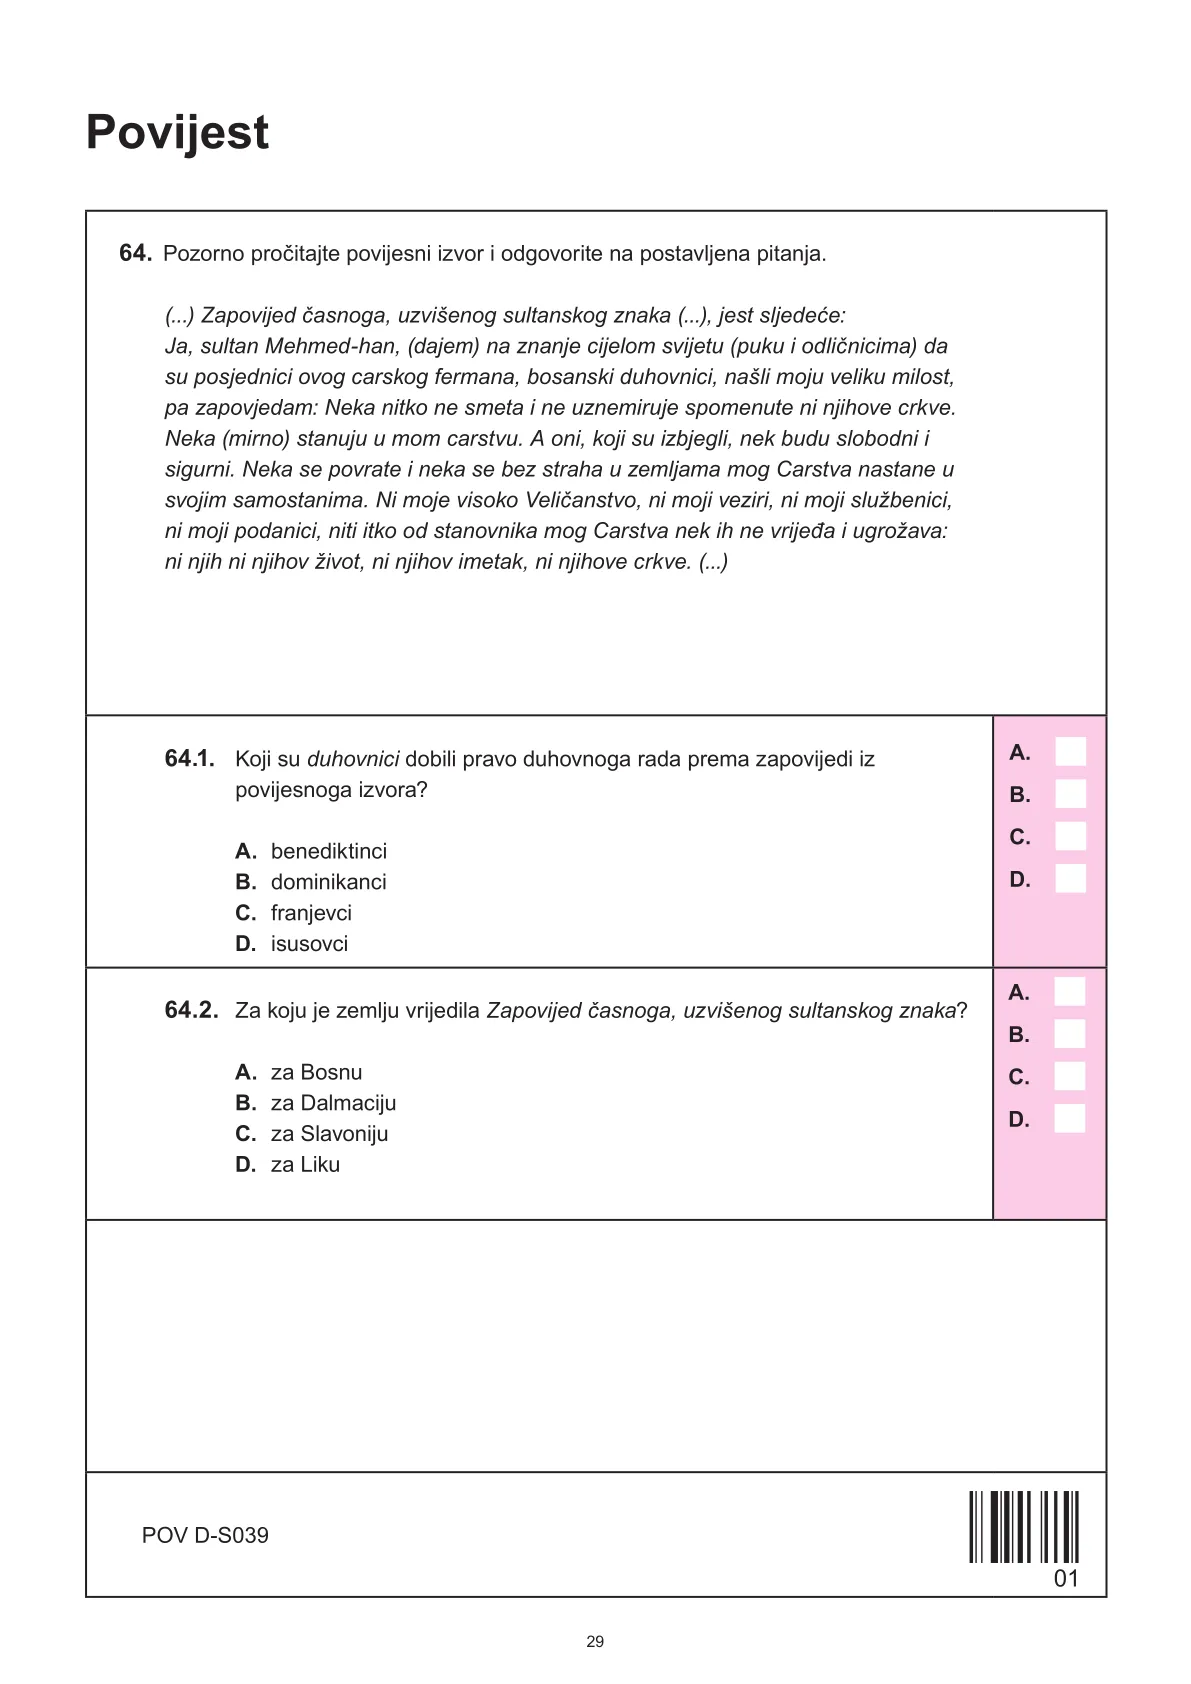 Povijest
64. Pozorno pročitajte povijesni izvor i odgovorite na postavljena pitanja.
(...) Zapovijed časnoga, uzvišenog sultanskog znaka (...), jest sljedeće:
Ja, sultan Mehmed-han, (dajem) na znanje cijelom svijetu (puku i odličnicima) da
su posjednici ovog carskog fermana, bosanski duhovnici, našli moju veliku milost,
pa zapovjedam: Neka nitko ne smeta i ne uznemiruje spomenute ni njihove crkve.
Neka (mirno) stanuju u mom carstvu. A oni, koji su izbjegli, nek budu slobodni i
sigurni. Neka se povrate i neka se bez straha u zemljama mog Carstva nastane u
svojim samostanima. Ni moje visoko Veličanstvo, ni moji veziri, ni moji službenici,
ni moji podanici, niti itko od stanovnika mog Carstva nek ih ne vrijeđa i ugrožava:
ni njih ni njihov život, ni njihov imetak, ni njihove crkve. (...)
64.1. Koji su duhovnici dobili pravo duhovnoga rada prema zapovijedi iz
povijesnoga izvora?
A. benediktinci
B. dominikanci
C. franjevci
D. isusovci
A.
B.
C.
D.
64.2. Za koju je zemlju vrijedila Zapovijed časnoga, uzvišenog sultanskog znaka?
A. za Bosnu
B. za Dalmaciju
C. za Slavoniju
D. za Liku
A.
B.
C.
D.
POV D-S039
01
29